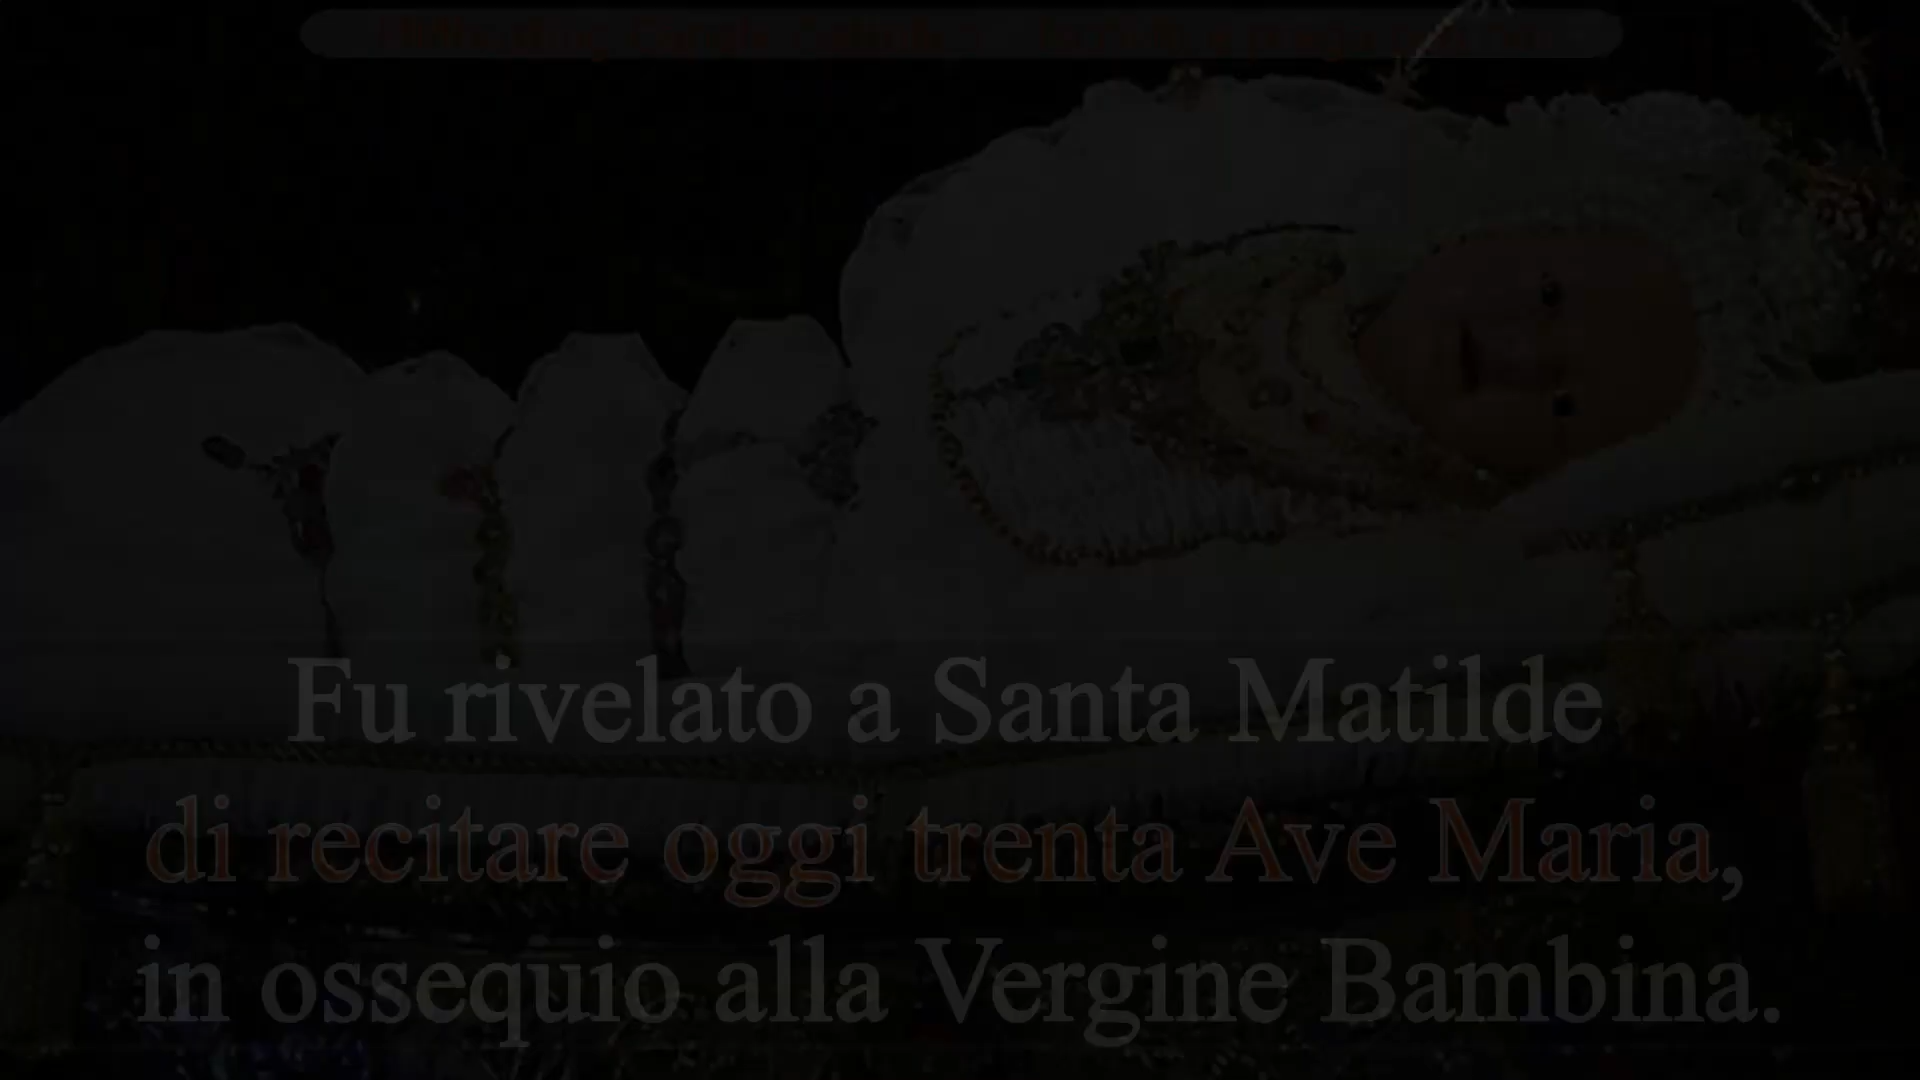 Fu rivelato a Santa Matilde
di recitare oggi trenta Ave Maria,
in ossequio alla Vergine Bambina.